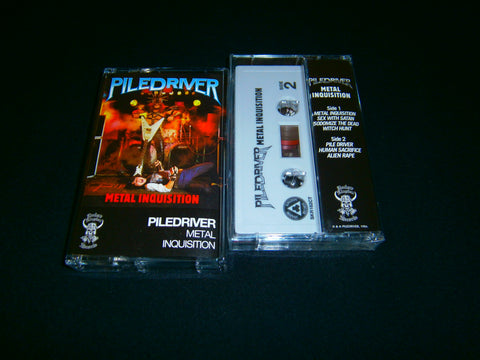 PILEDRIVER
METAL INQUISITION
PILEDRIVER
METAL
INQUISITION
PILEDRIVER
METAL INQUISITION
SIDE
2
PILEDRIVER
METAL
INQUISITION
Side 1
METAL INQUISITION
SEX WITH SATAN
(SODOMIZE THE DEAD
WITCH HUNT
Side 2
PILE DRIVER
HUMAN SACRIFICE
ALIEN RAPE